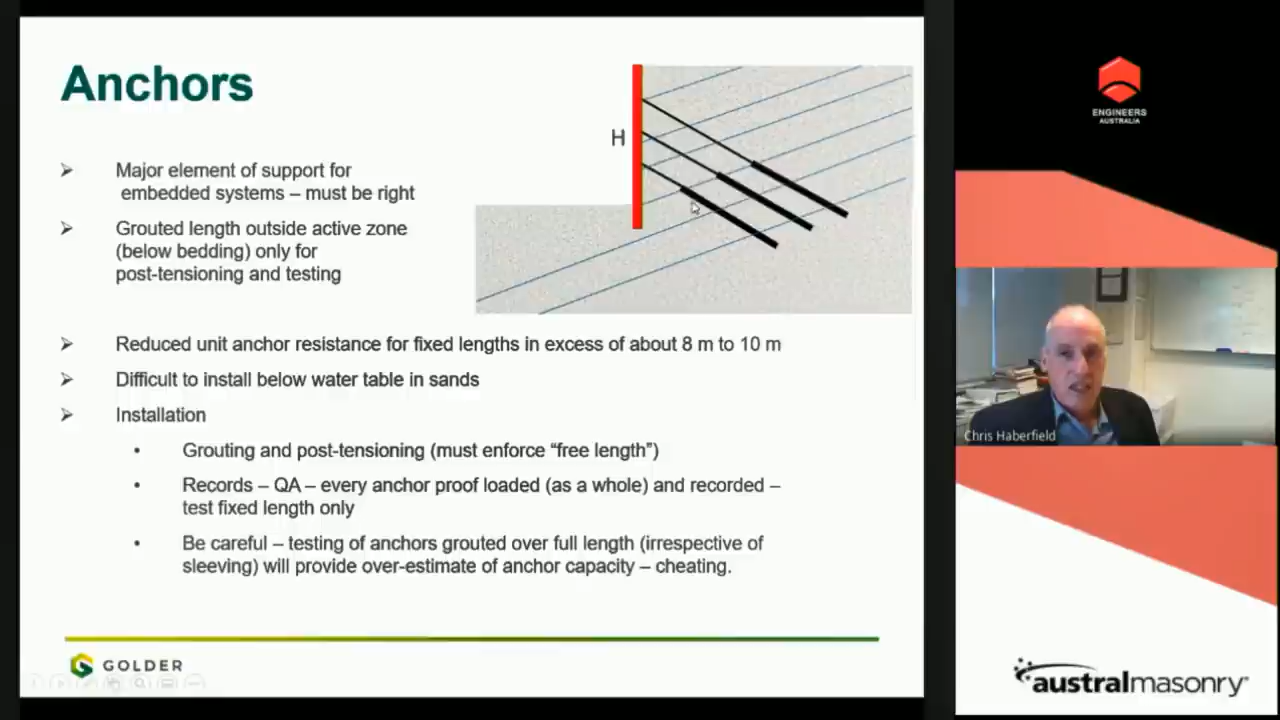 Anchors
H
Major element of support for
embedded systems – must be right
Grouted length outside active zone
(below bedding) only for
post-tensioning and testing
Reduced unit anchor resistance for fixed lengths in excess of about 8 m to 10 m
Difficult to install below water table in sands
Installation
Grouting and post-tensioning (must enforce “free length”)
Records – QA – every anchor proof loaded (as a whole) and recorded –
test fixed length only
Be careful – testing of anchors grouted over full length (irrespective of
sleeving) will provide over-estimate of anchor capacity – cheating.
GOLDER
ENGINEERS
AUSTRALIA
Chris Haberfield
australmasonry